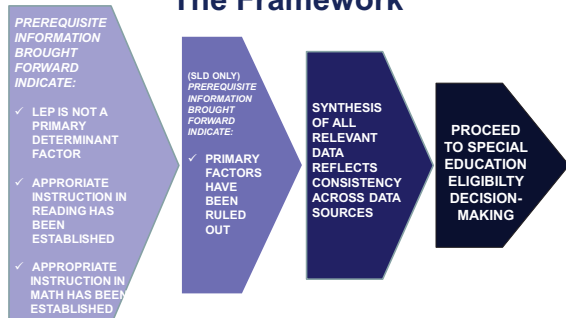 The Framework
PREREQUISITE
INFORMATION
BROUGHT
FORWARD
INDICATE:
✓ LEP IS NOT A
PRIMARY
DETERMINANT
FACTOR
✓ APPRORIATE
INSTRUCTION IN
READING HAS
BEEN
ESTABLISHED
✓ APPROPRIATE
INSTRUCTION IN
MATH HAS BEEN
ESTABLISHED
(SLD ONLY)
PREREQUISITE
INFORMATION
BROUGHT
FORWARD
INDICATE:
✓ PRIMARY
FACTORS
HAVE
BEEN
RULED
OUT
SYNTHESIS
OF ALL
RELEVANT
DATA
REFLECTS
CONSISTENCY
ACROSS DATA
SOURCES
PROCEED
TO SPECIAL
EDUCATION
ELIGIBILTY
DECISION-
MAKING